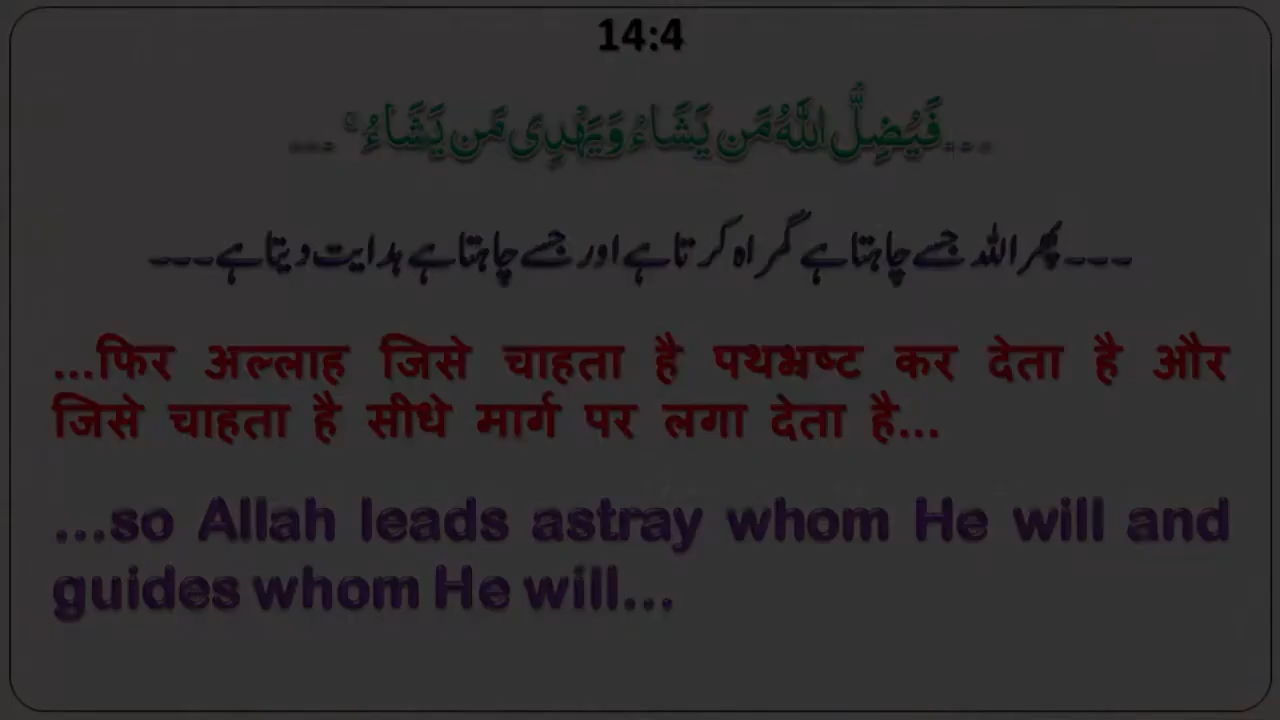 14:4
...فَيُضِلُّ اللَّهُ مَن يَشَاءُ وَيَهْدِى مَن يَشَاءُ ۚ ...
۔۔۔پھر اللہ جسے چاہتا ہے گمراہ کرتا ہے اور جسے چاہتا ہے ہدایت دیتا ہے۔۔۔
...फिर अल्लाह जिसे चाहता है पथभ्रष्ट कर देता है और
जिसे चाहता है सीधे मार्ग पर लगा देता है...
...so Allah leads astray whom He will and
guides whom He will...